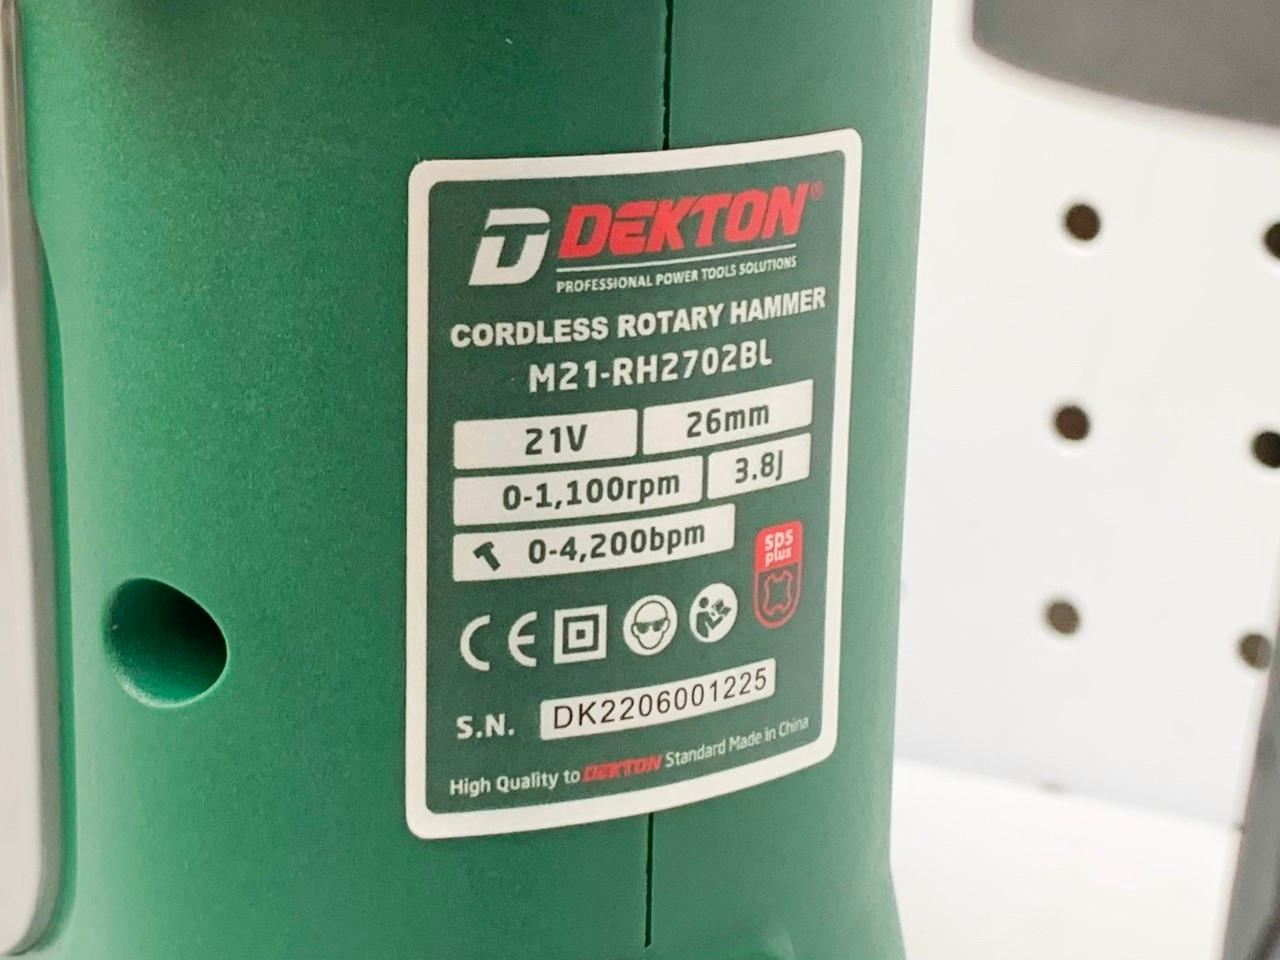 DEKTON®
PROFESSIONAL POWER TOOLS SOLUTIONS
CORDLESS ROTARY HAMMER
M21-RH2702BL
21V 26mm
0-1,100rpm 3.8J
0-4,200bpm
SDS
plus
CE
S.N. DK2206001225
High Quality to DEKTON Standard Made in China